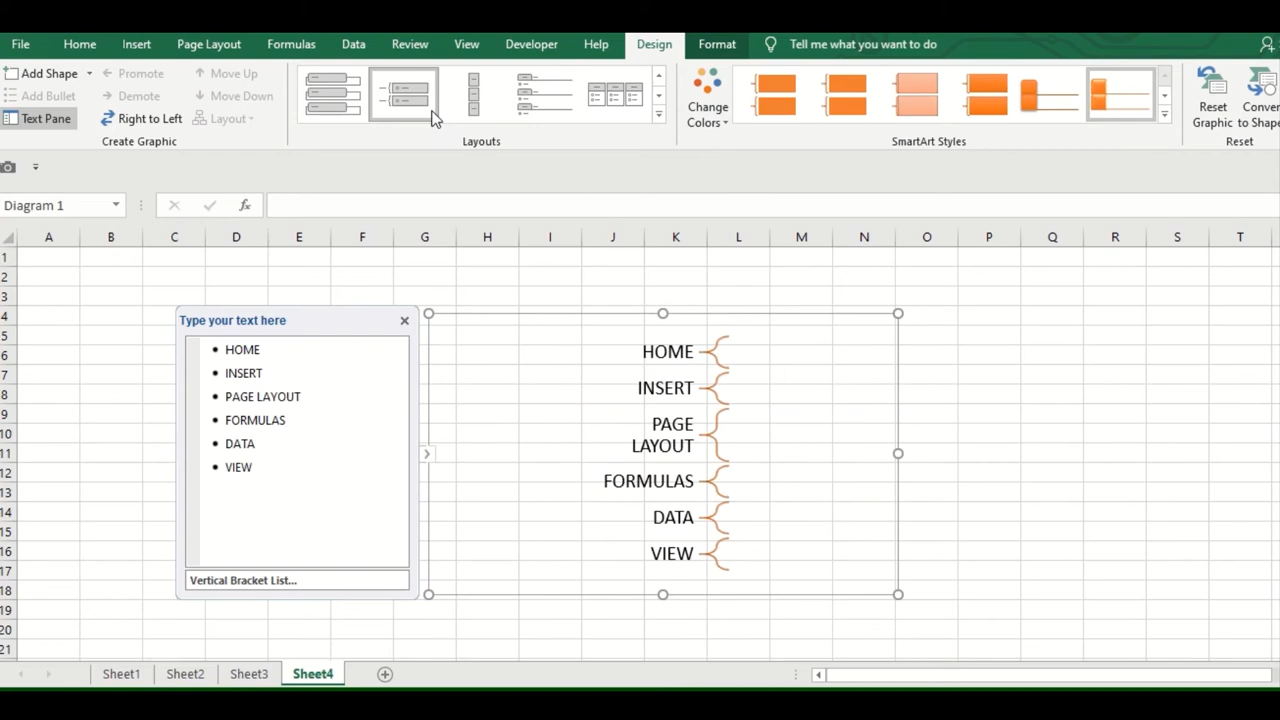 File Home Insert Page Layout Formulas Data Review View Developer Help Design Format Tell me what you want to do
Add Shape Promote Move Up
Add Bullet Demote Move Down
Text Pane Right to Left Layout
Create Graphic
Layouts
Change
Colors
SmartArt Styles
Reset
Graphic
Conver
to Shape
Reset
Diagram 1
fx
A B C D E F G H I J K L M N O P Q R S T
1
2
3
4
5
6
7
8
9
10
11
12
13
14
15
16
17
18
19
20
21
Type your text here
HOME
INSERT
PAGE LAYOUT
FORMULAS
DATA
VIEW
Vertical Bracket List...
HOME
INSERT
PAGE
LAYOUT
FORMULAS
DATA
VIEW
Sheet1 Sheet2 Sheet3 Sheet4